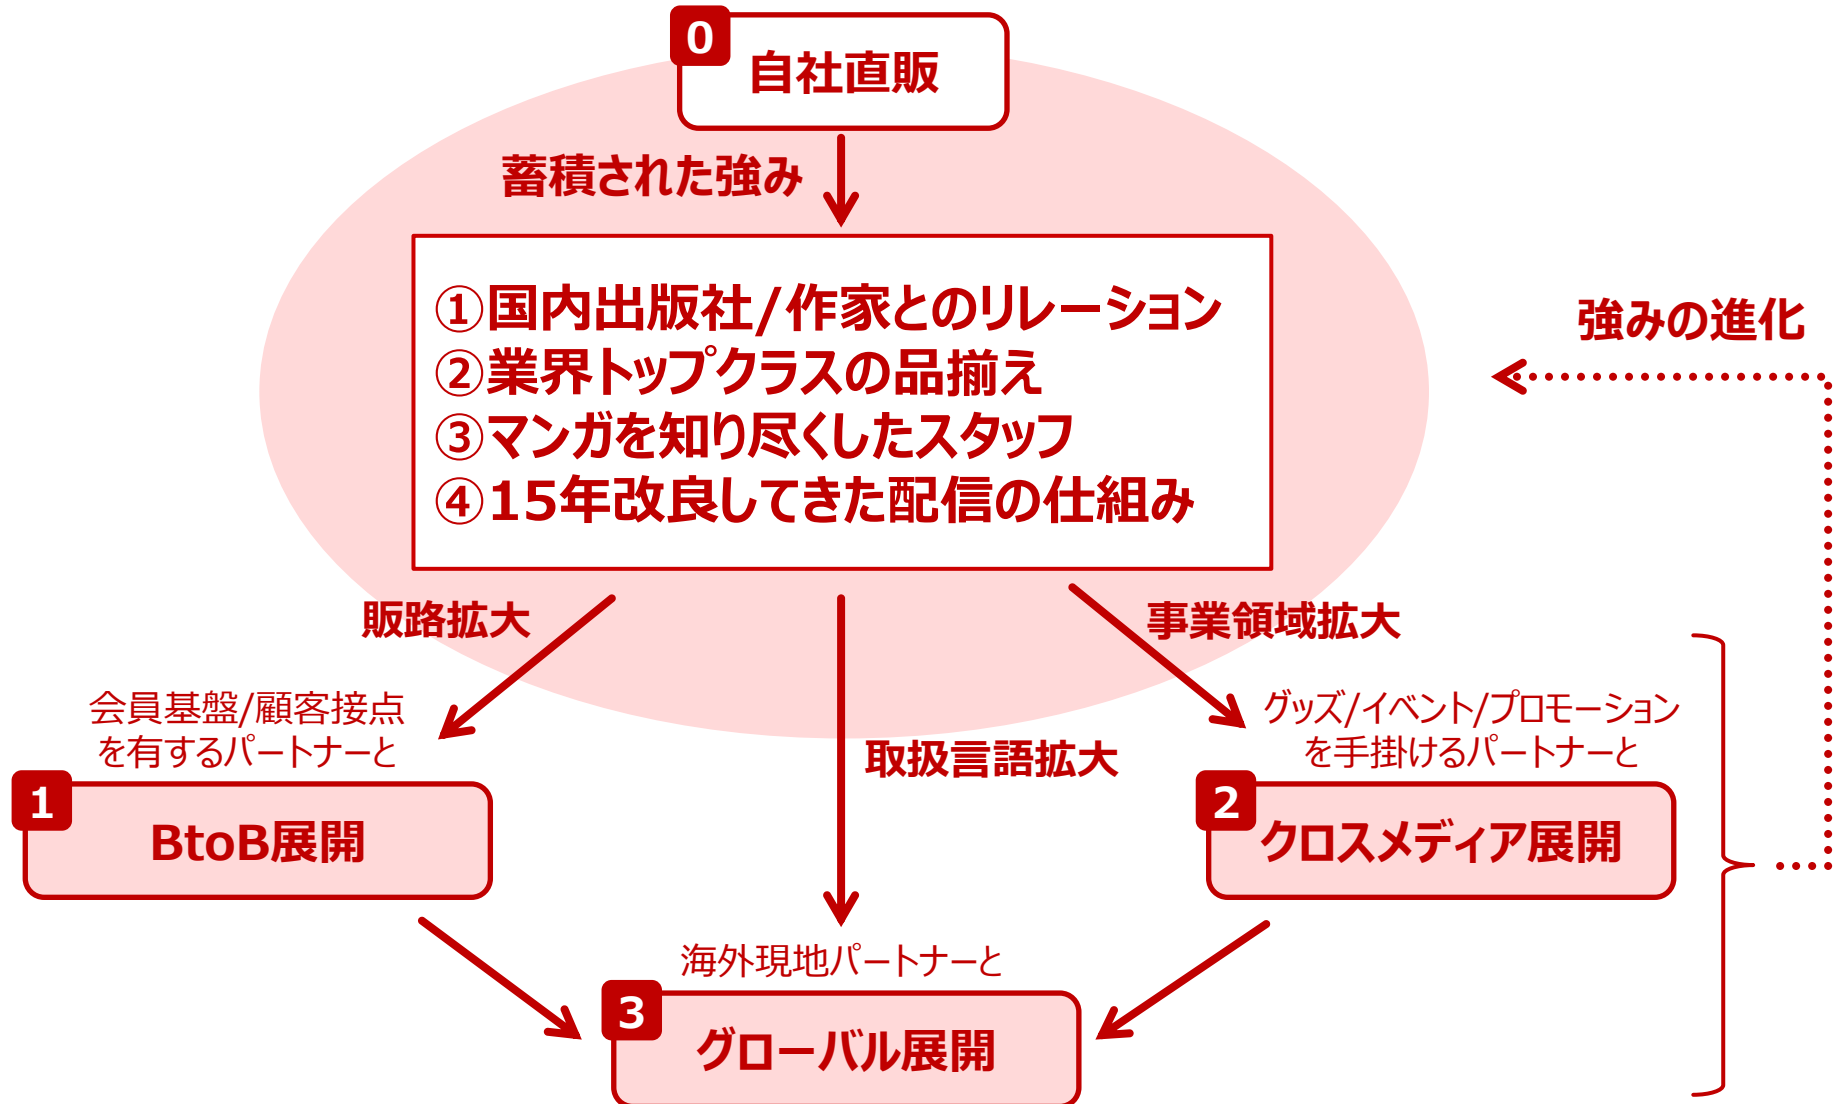 0
自社直販
蓄積された強み
①国内出版社/作家とのリレーション
②業界トップクラスの品揃え
③マンガを知り尽くしたスタッフ
④15年改良してきた配信の仕組み
強みの進化
販路拡大
事業領域拡大
会員基盤/顧客接点
を有するパートナーと
グッズ/イベント/プロモーション
を手掛けるパートナーと
取扱言語拡大
1
BtoB展開
2
クロスメディア展開
海外現地パートナーと
3
グローバル展開